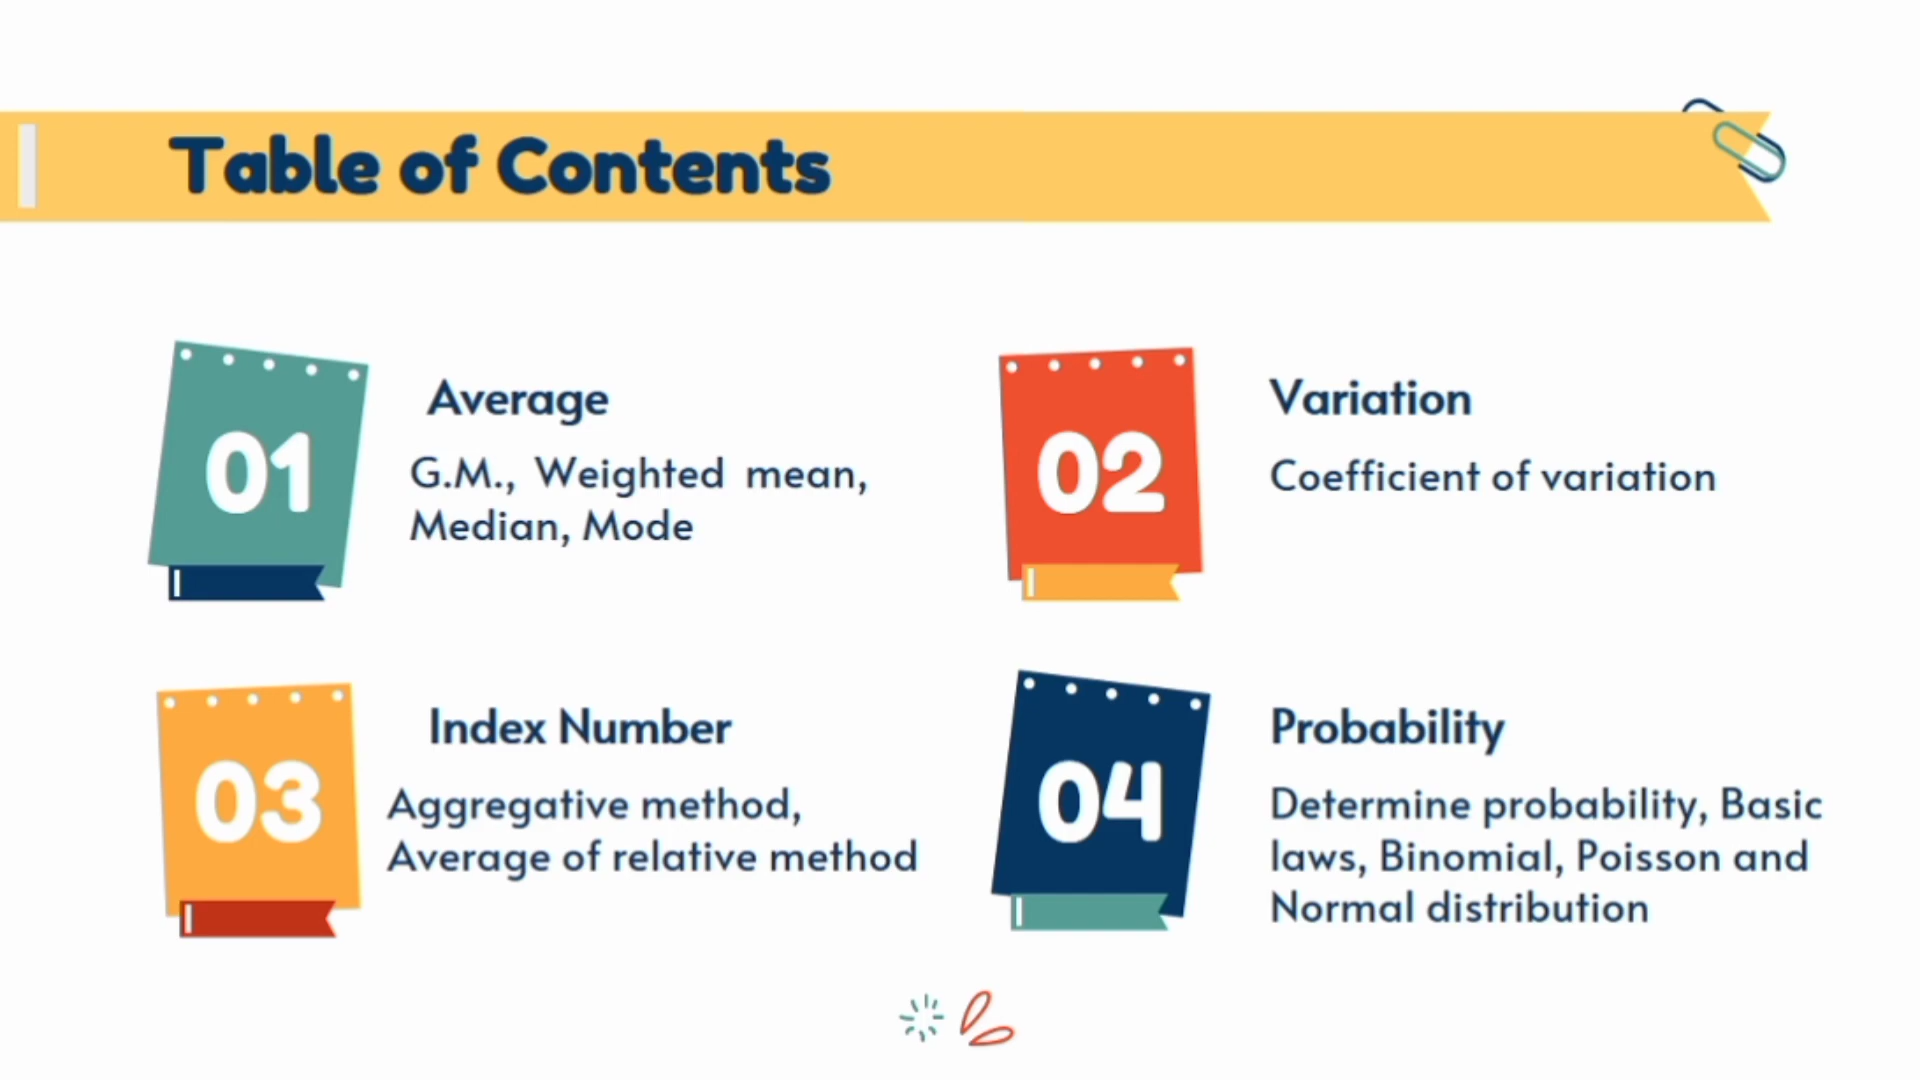 Table of Contents
01
Average
G.M., Weighted mean,
Median, Mode
02
Variation
Coefficient of variation
03
Index Number
Aggregative method,
Average of relative method
04
Probability
Determine probability, Basic
laws, Binomial, Poisson and
Normal distribution